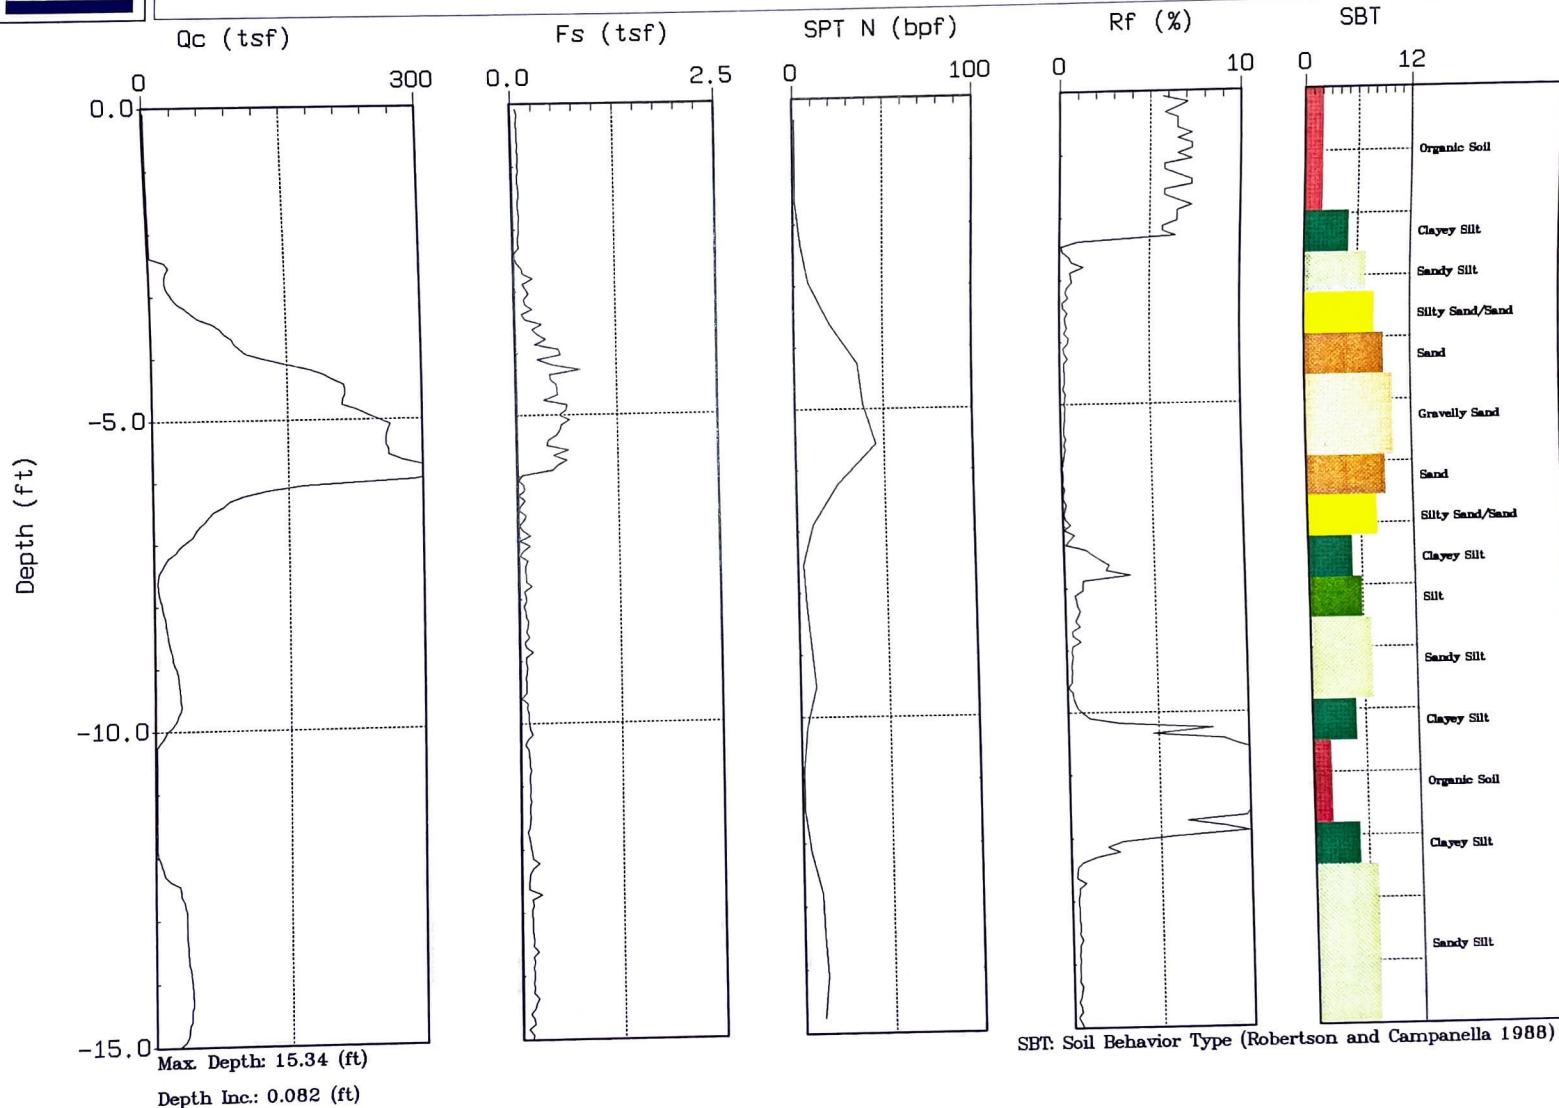 Qc (tsf)
Fs (tsf)
SPT N (bpf)
Rf (%)
SBT
0 300
0.0 2.5
0 100
0 10
0 12
Depth (ft)
0.0
-5.0
-10.0
-15.0
Organic Soil
Clayey Silt
Sandy Silt
Silty Sand/Sand
Sand
Gravelly Sand
Sand
Silty Sand/Sand
Clayey Silt
Silt
Sandy Silt
Clayey Silt
Organic Soil
Clayey Silt
Sandy Silt
Max. Depth: 15.34 (ft)
Depth Inc.: 0.082 (ft)
SBT: Soil Behavior Type (Robertson and Campanella 1988)